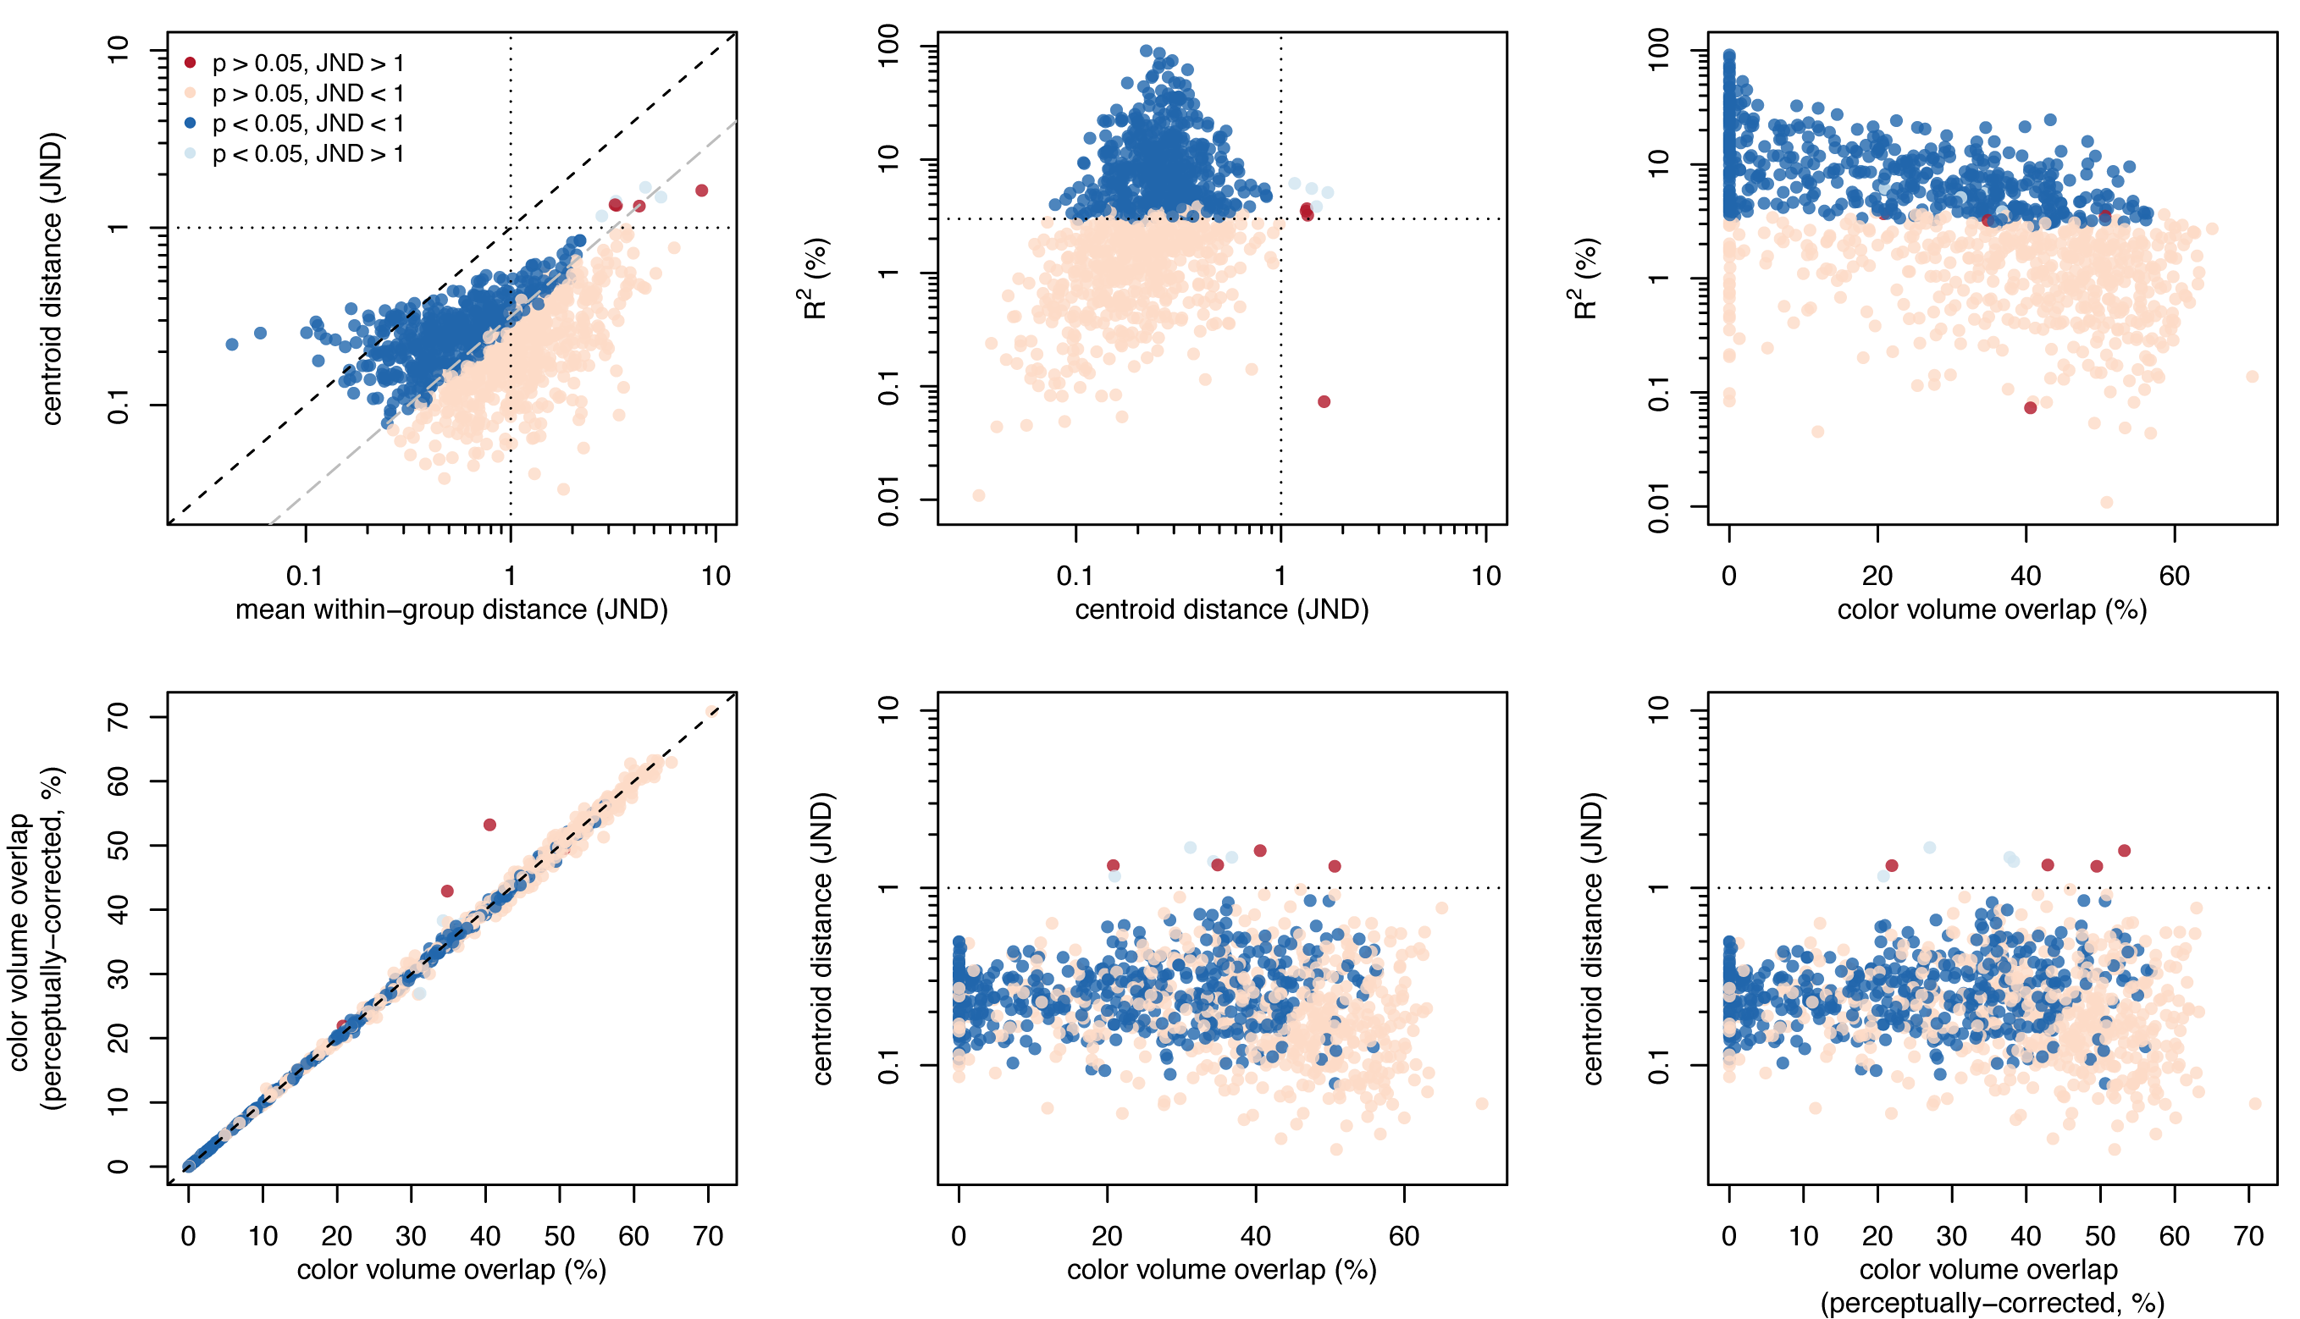 10
1
0.1
centroid distance (JND)
p > 0.05, JND > 1
p > 0.05, JND < 1
p < 0.05, JND < 1
p < 0.05, JND > 1
0.1 1 10
mean within−group distance (JND)
100
10
1
0.1
0.01
R2 (%)
0.1 1 10
centroid distance (JND)
100
10
1
0.1
0.01
R2 (%)
0 20 40 60
color volume overlap (%)
70
60
50
40
30
20
10
0
color volume overlap
(perceptually−corrected, %)
0 10 20 30 40 50 60 70
color volume overlap (%)
10
1
0.1
centroid distance (JND)
0 20 40 60
color volume overlap (%)
10
1
0.1
centroid distance (JND)
0 10 20 30 40 50 60 70
color volume overlap
(perceptually−corrected, %)